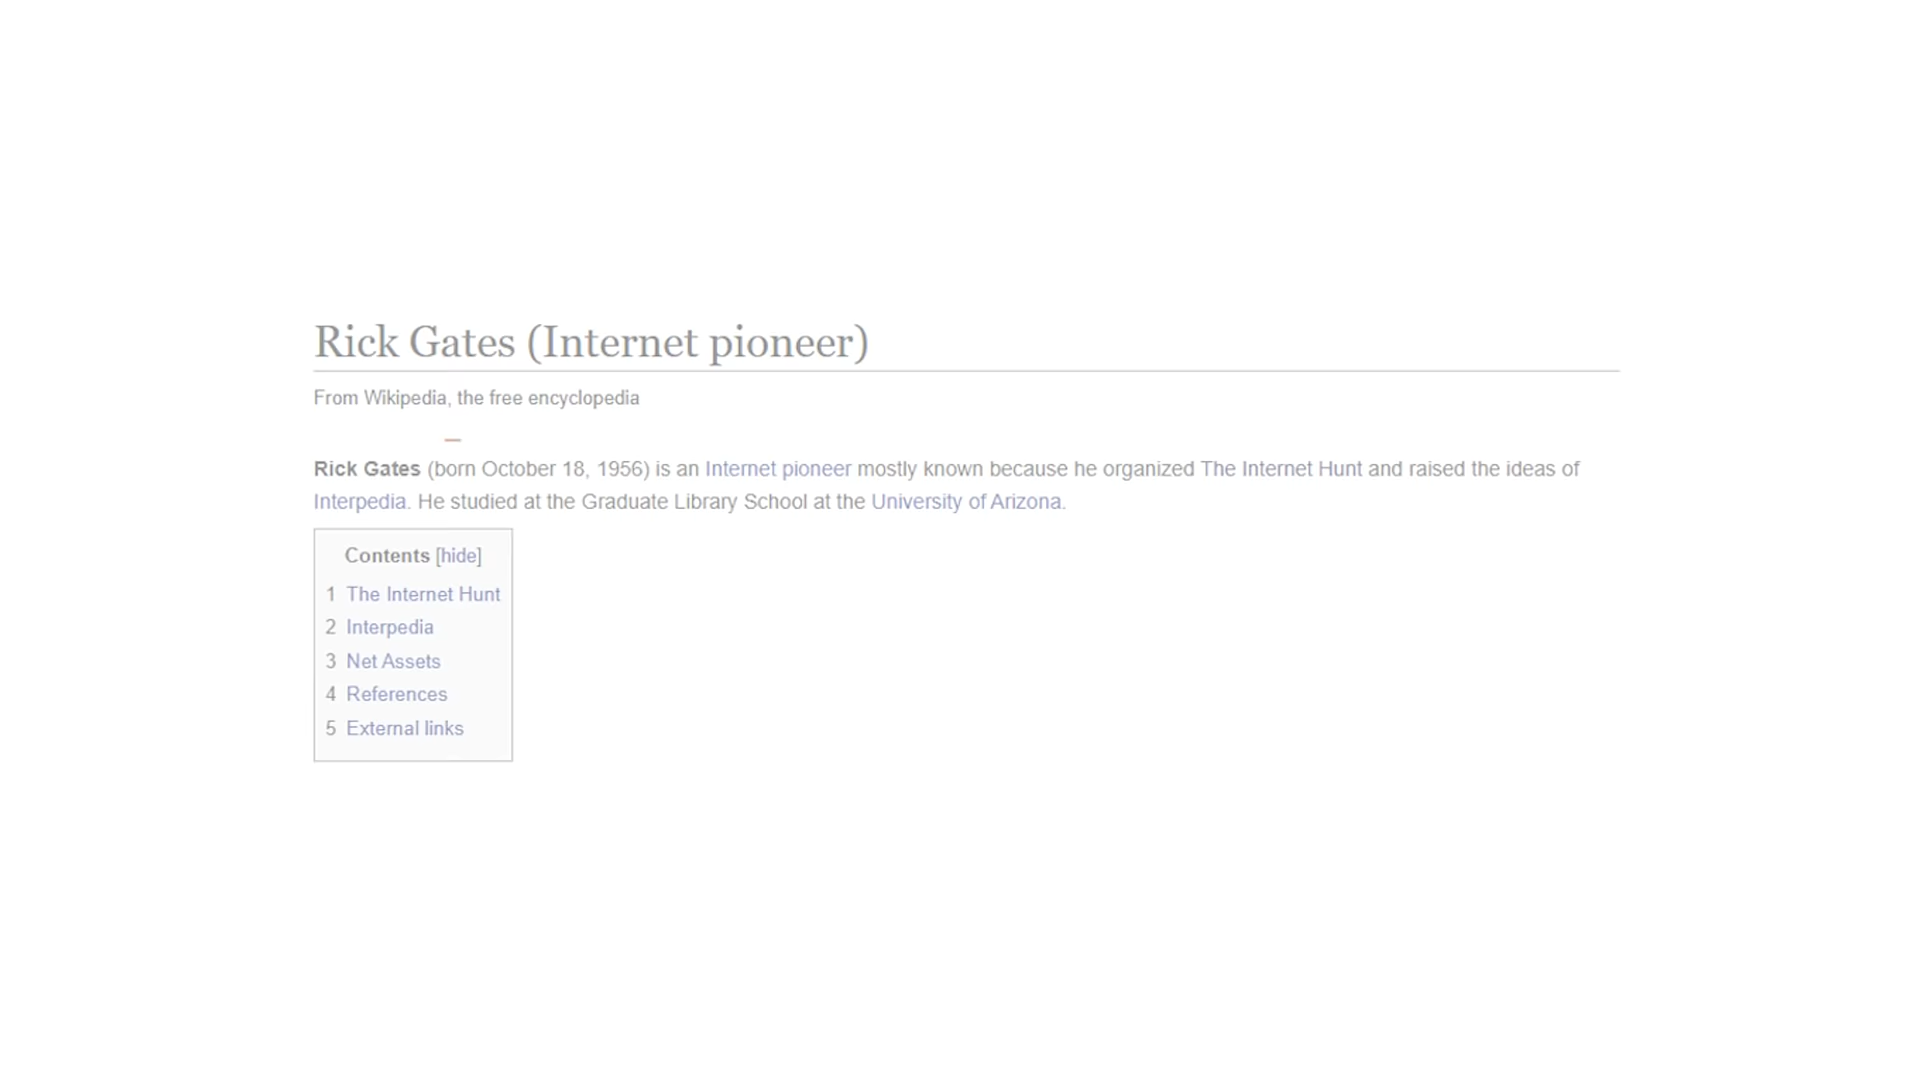 Rick Gates (Internet pioneer)
From Wikipedia, the free encyclopedia
Rick Gates (born October 18, 1956) is an Internet pioneer mostly known because he organized The Internet Hunt and raised the ideas of
Interpedia. He studied at the Graduate Library School at the University of Arizona.
Contents [hide]
1 The Internet Hunt
2 Interpedia
3 Net Assets
4 References
5 External links